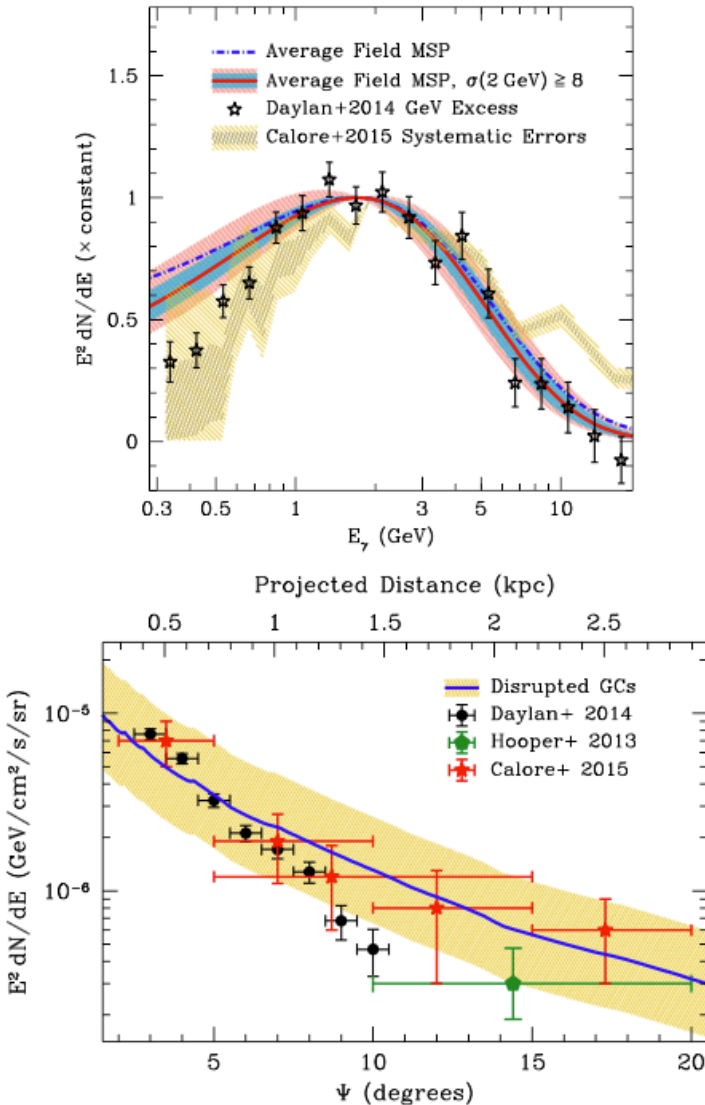 Average Field MSP
Average Field MSP, σ(2 GeV) ≥ 8
Daylan+2014 GeV Excess
Calore+2015 Systematic Errors
1.5
1
0.5
0
E² dN/dE (× constant)
0.3 0.5 1 3 5 10
Eγ (GeV)
Projected Distance (kpc)
0.5 1 1.5 2 2.5
Disrupted GCs
Daylan+ 2014
Hooper+ 2013
Calore+ 2015
10⁻⁵
10⁻⁶
E² dN/dE (GeV/cm²/s/sr)
5 10 15 20
Ψ (degrees)